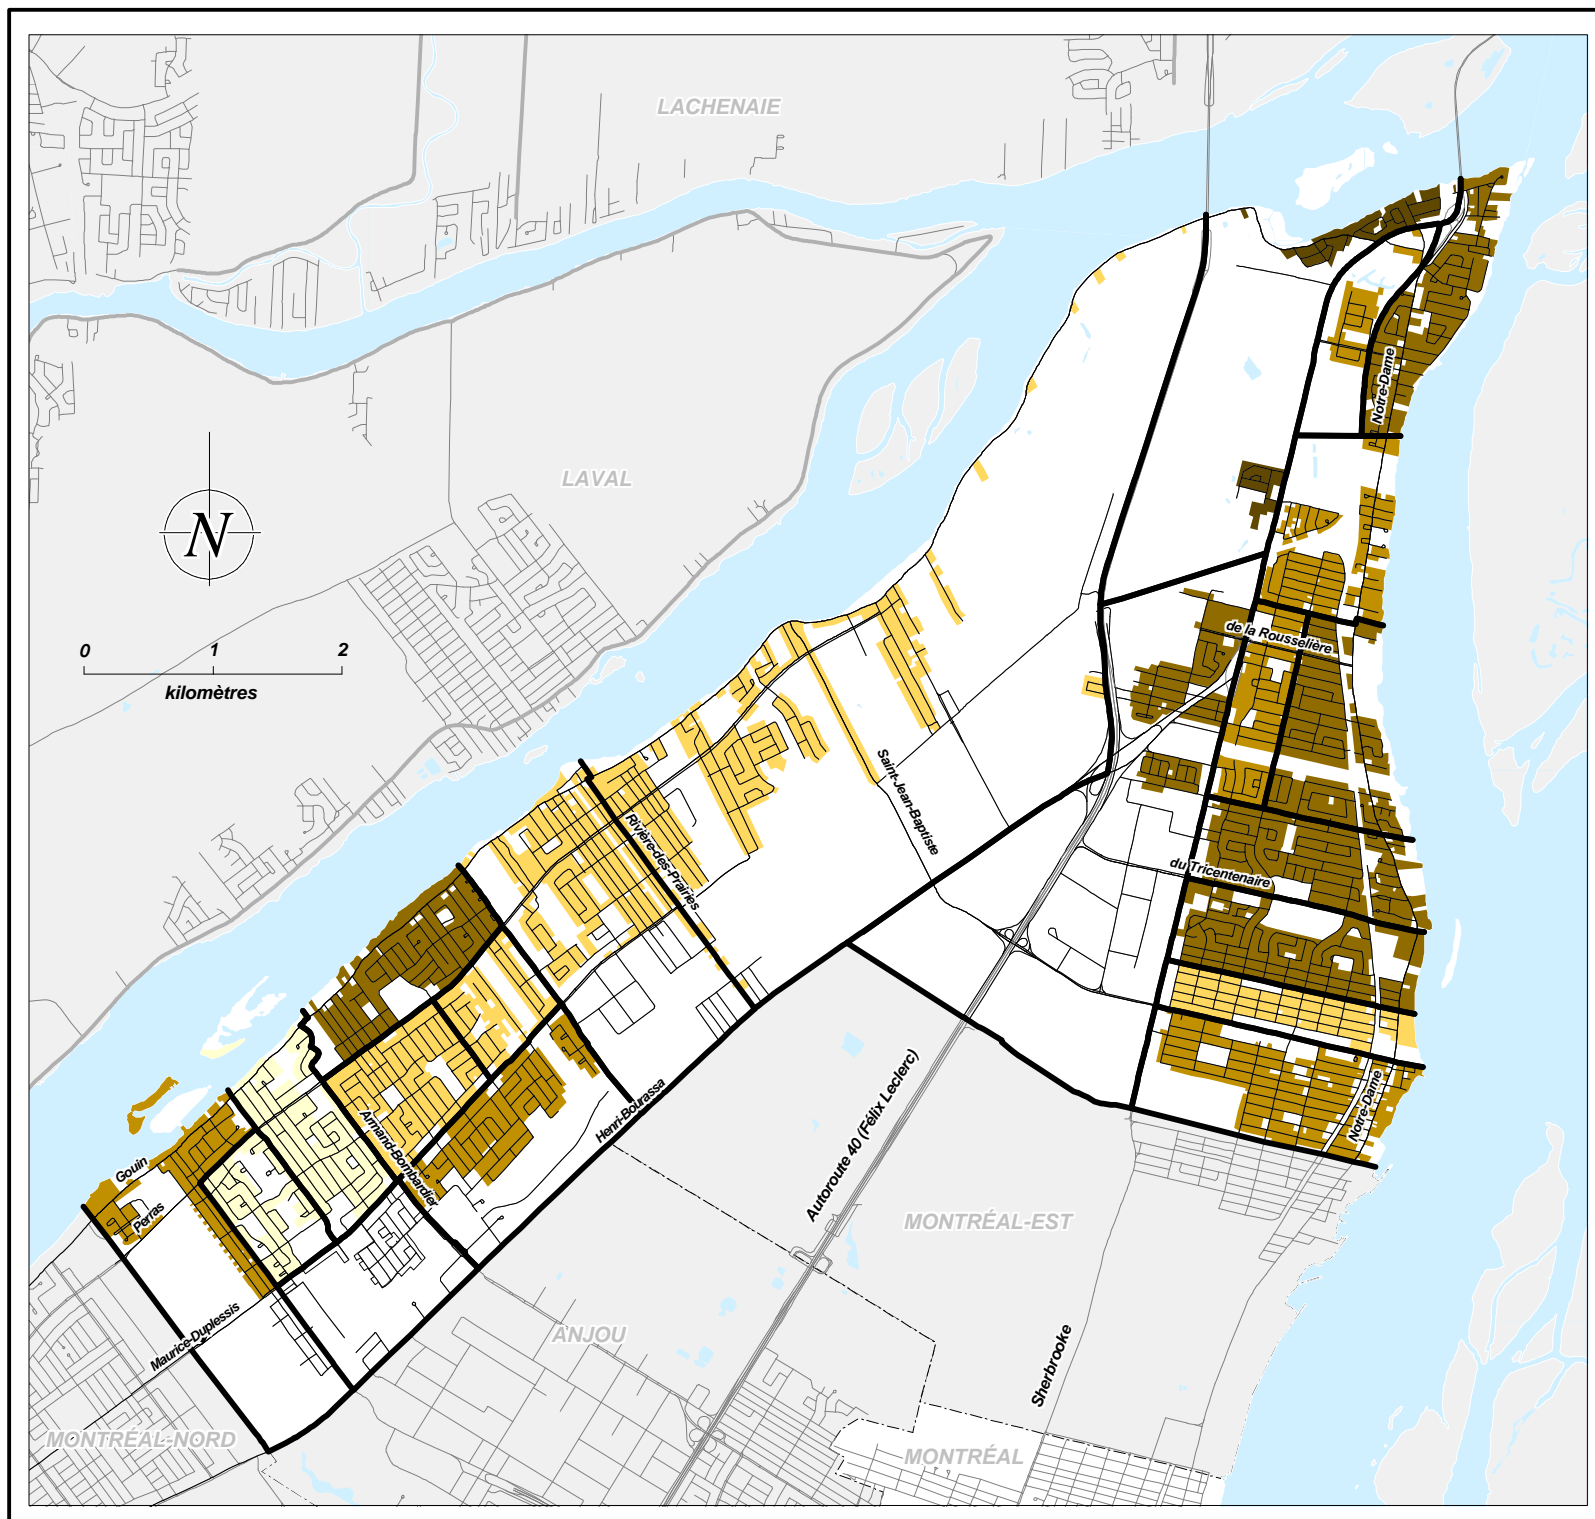 LACHENAIE
Notre-Dame
LAVAL
N
0 1 2
kilomètres
de la Rousselière
Saint-Jean-Baptiste
Rivière-des-Prairies
du Tricentenaire
Armand-Bombardier
Henri-Bourassa
Autoroute 40 (Félix Leclerc)
Notre-Dame
Gouin
Perras
MONTRÉAL-EST
Maurice-Duplessis
ANJOU
Sherbrooke
MONTRÉAL-NORD
MONTRÉAL